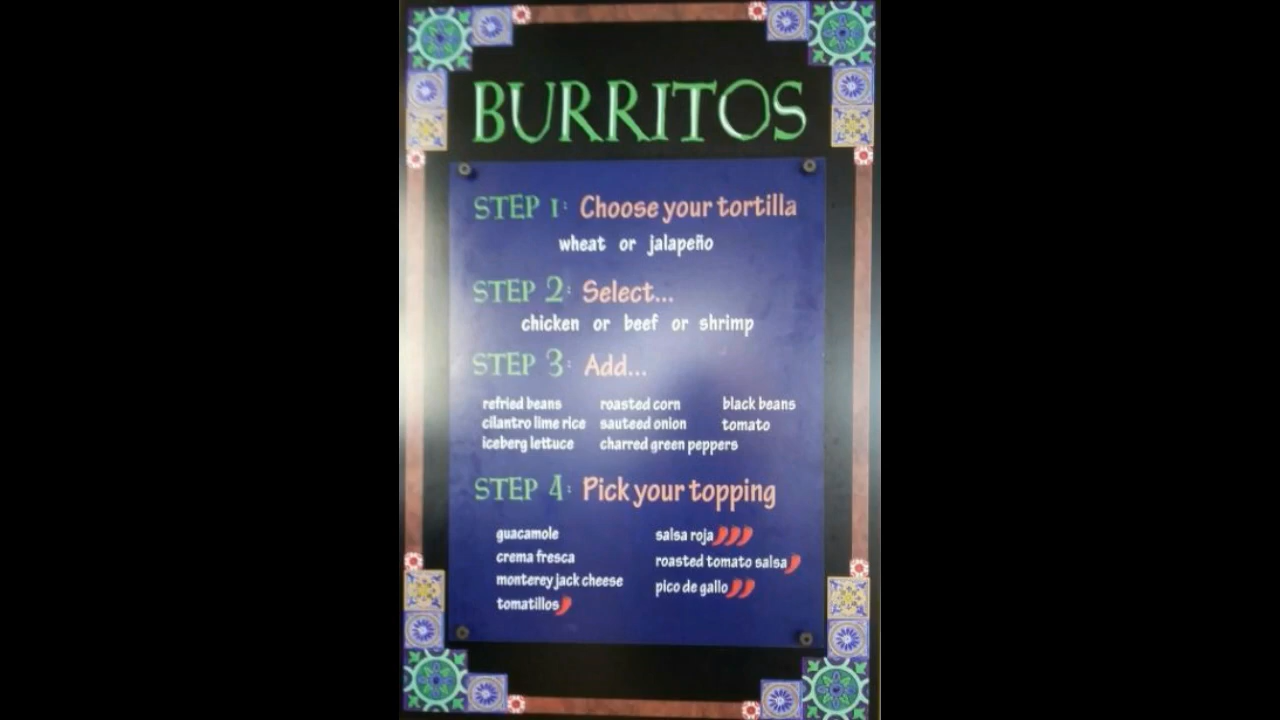 BURRITOS
STEP 1: Choose your tortilla
wheat or jalapeño
STEP 2: Select...
chicken or beef or shrimp
STEP 3: Add...
refried beans roasted corn black beans
cilantro lime rice sauteed onion tomato
iceberg lettuce charred green peppers
STEP 4: Pick your topping
guacamole salsa roja
crema fresca roasted tomato salsa
monterey jack cheese pico de gallo
tomatillos